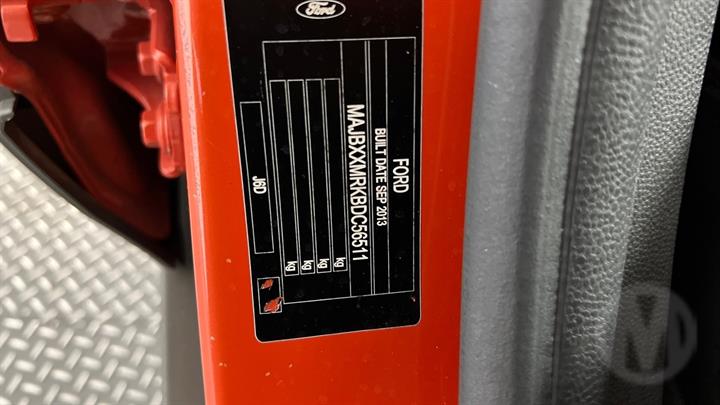 Ford
FORD
BUILT DATE SEP 2013
MAJBXXMRKBDC56511
kg
kg
kg
kg
J6D
M